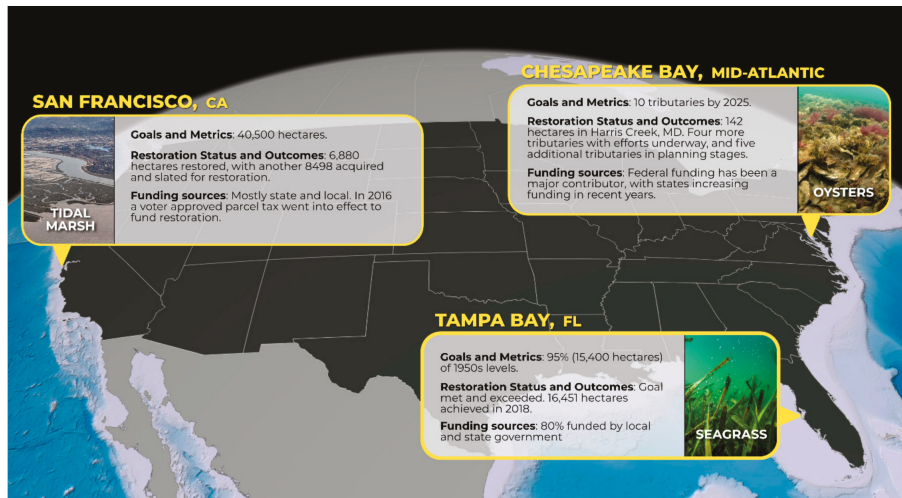 SAN FRANCISCO, CA
Goals and Metrics: 40,500 hectares.
Restoration Status and Outcomes: 6,880
hectares restored, with another 8498 acquired
and slated for restoration.
Funding sources: Mostly state and local. In 2016
a voter approved parcel tax went into effect to
fund restoration.
TIDAL
MARSH
CHESAPEAKE BAY, MID-ATLANTIC
Goals and Metrics: 10 tributaries by 2025.
Restoration Status and Outcomes: 142
hectares in Harris Creek, MD. Four more
tributaries with efforts underway, and five
additional tributaries in planning stages.
Funding sources: Federal funding has been a
major contributor, with states increasing
funding in recent years.
OYSTERS
TAMPA BAY, FL
Goals and Metrics: 95% (15,400 hectares)
of 1950s levels.
Restoration Status and Outcomes: Goal
met and exceeded. 16,451 hectares
achieved in 2018.
Funding sources: 80% funded by local
and state government
SEAGRASS